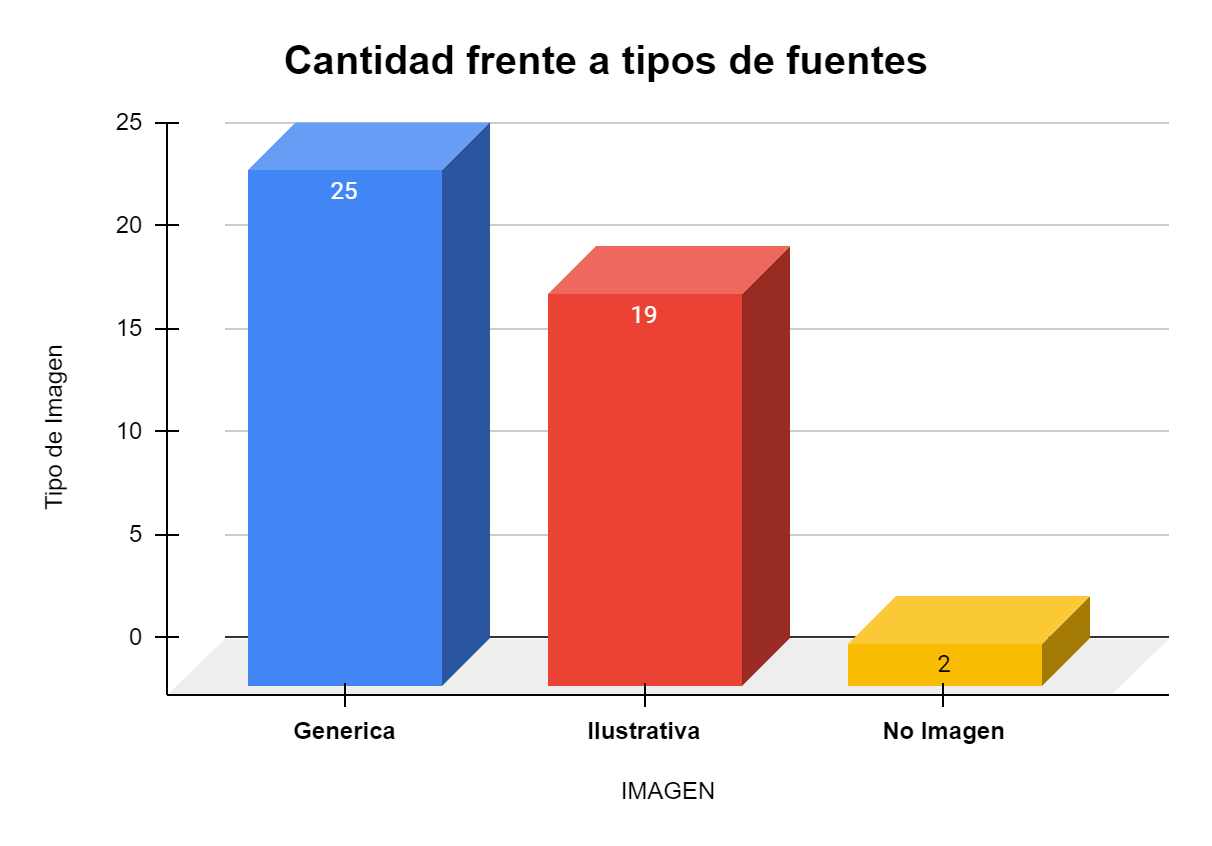 Cantidad frente a tipos de fuentes
25
20
15
10
5
0
Tipo de Imagen
25
19
2
Generica
Ilustrativa
No Imagen
IMAGEN